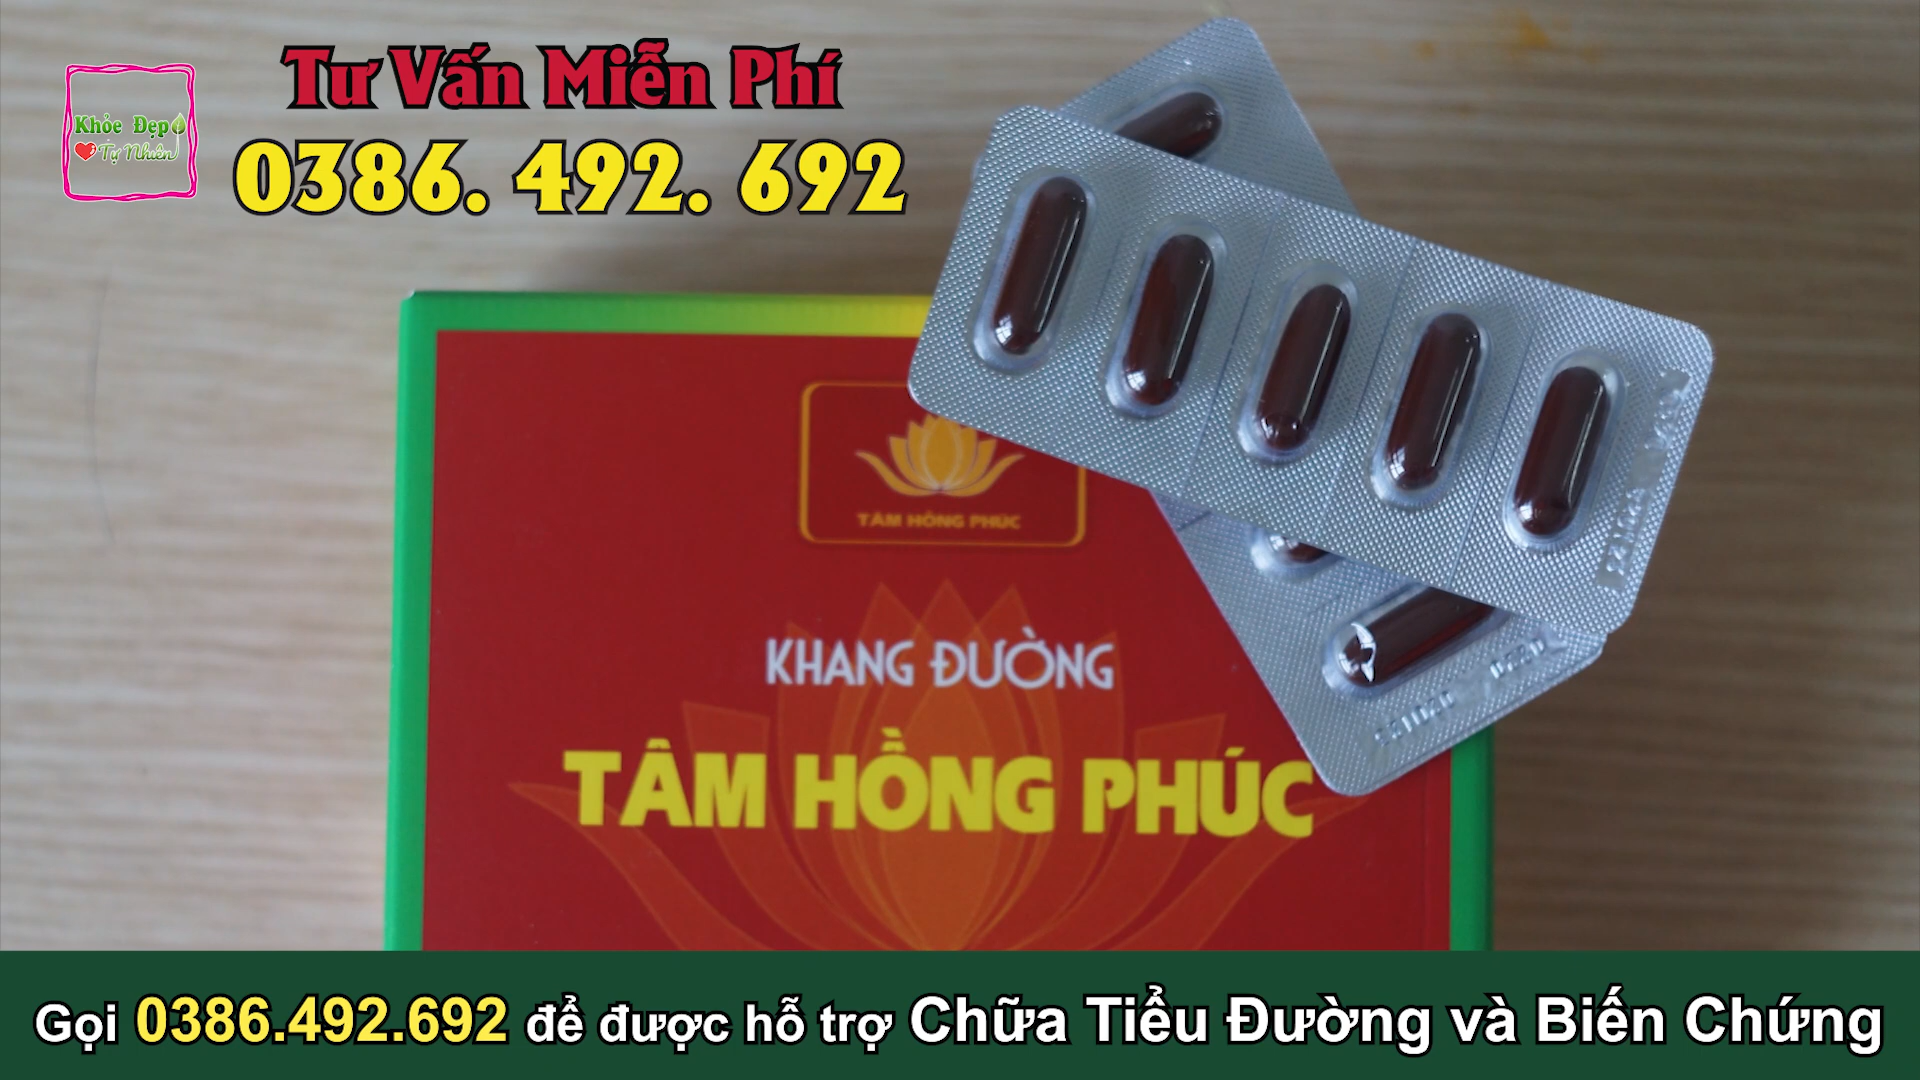 Tư Vấn Miễn Phí
0386. 492. 692
Khỏe Đẹp
Tự Nhiên
TÂM HỒNG PHÚC
KHANG ĐƯỜNG
TÂM HỒNG PHÚC
Gọi 0386.492.692 để được hỗ trợ Chữa Tiểu Đường và Biến Chứng